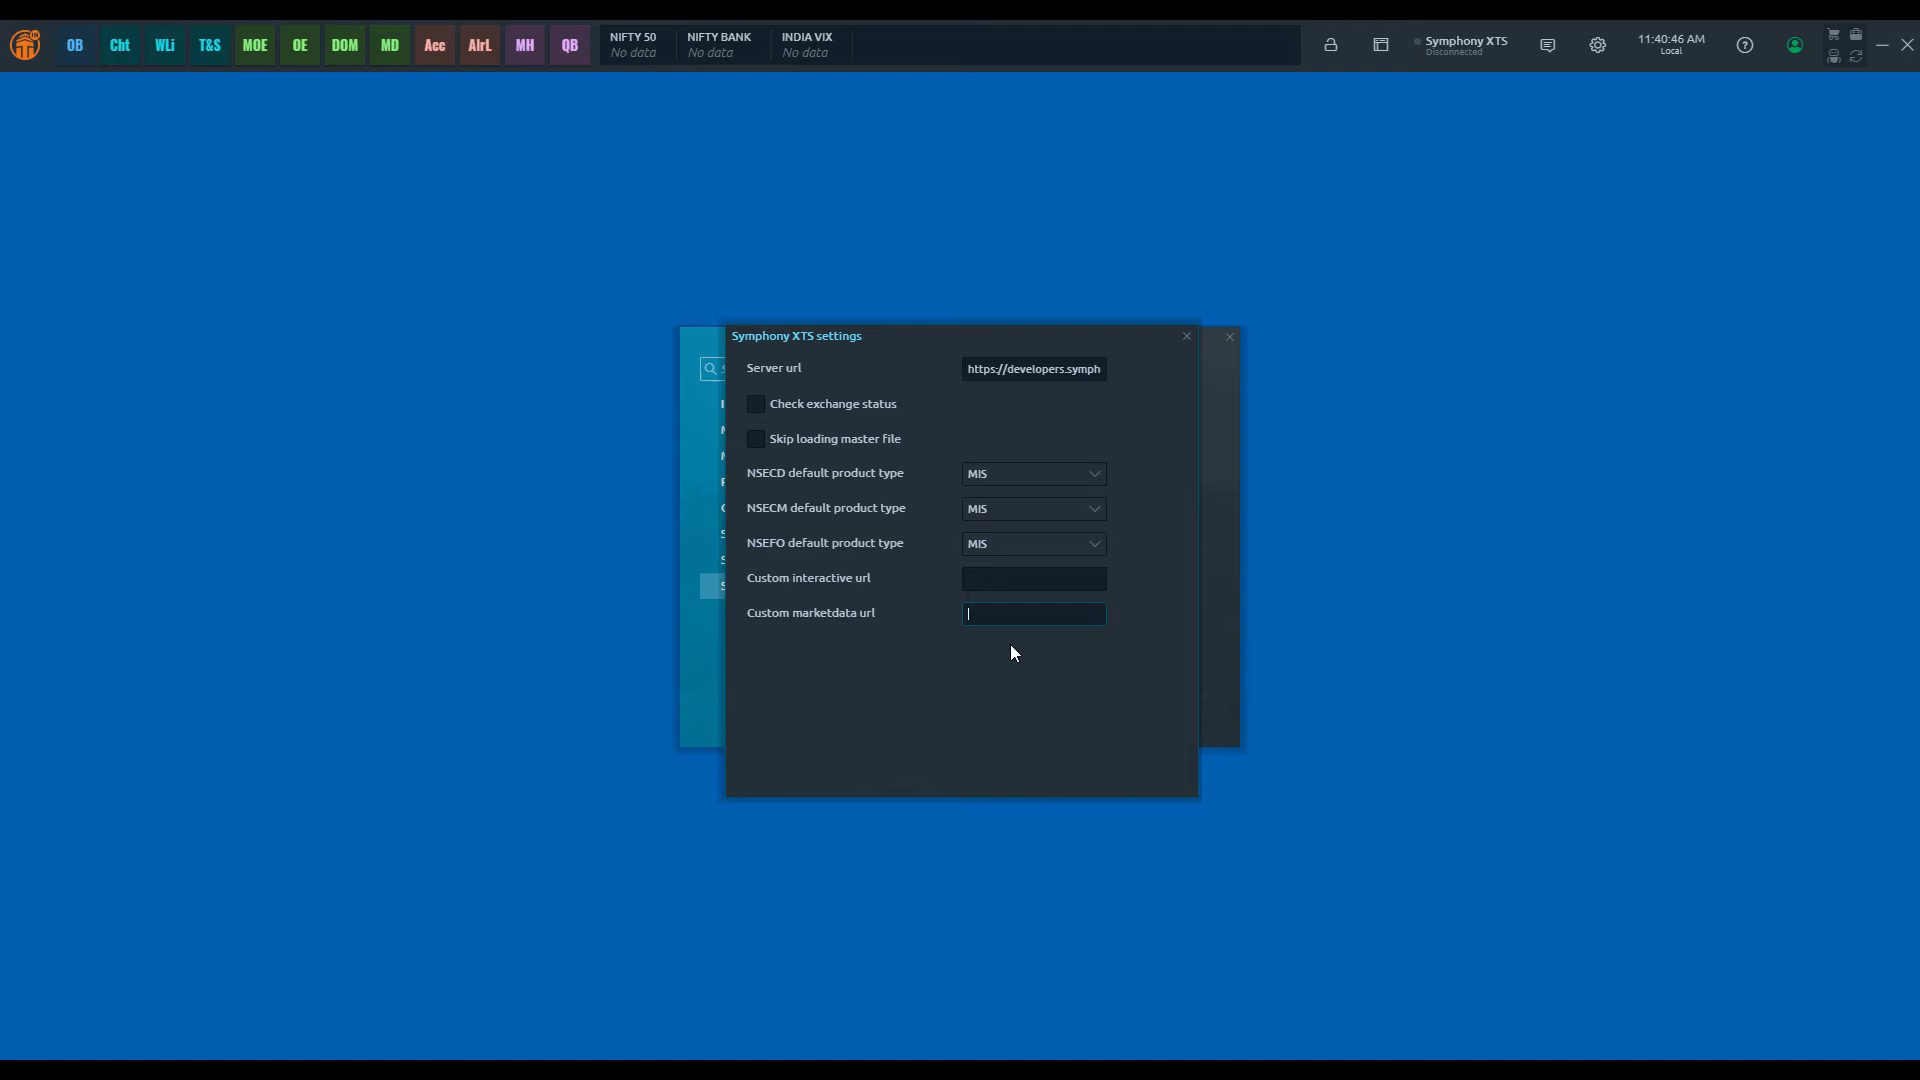 OB Cht WLi T&S MOE OE DOM MD Acc AlrL MH QB
NIFTY 50
No data
NIFTY BANK
No data
INDIA VIX
No data
Symphony XTS
Disconnected
11:40:46 AM
Local
IN
Symphony XTS settings
Server url https://developers.symph
Check exchange status
Skip loading master file
NSECD default product type MIS
NSECM default product type MIS
NSEFO default product type MIS
Custom interactive url
Custom marketdata url